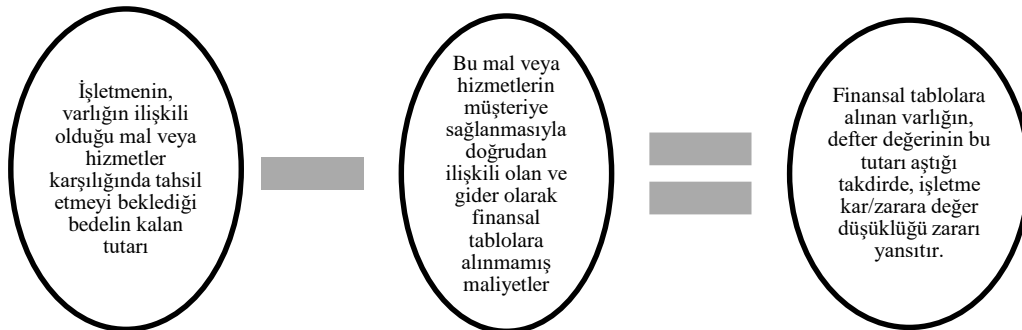 İşletmenin,
varlığın ilişkili
olduğu mal veya
hizmetler
karşılığında tahsil
etmeyi beklediği
bedelin kalan
tutarı
Bu mal veya
hizmetlerin
müşteriye
sağlanmasıyla
doğrudan
ilişkili olan ve
gider olarak
finansal
tablolara
alınmamış
maliyetler
Finansal tablolara
alınan varlığın,
defter değerinin bu
tutarı aştığı
takdirde, işletme
kar/zarara değer
düşüklüğü zararı
yansıtır.